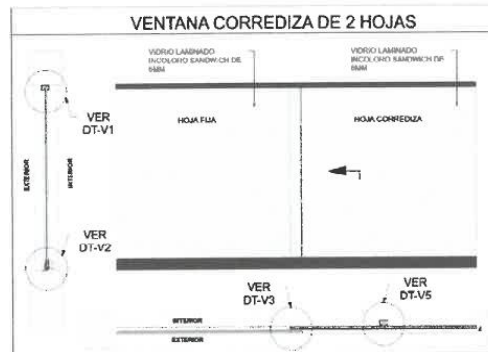 VENTANA CORREDIZA DE 2 HOJAS
VIDRIO LAMINADO
INCOLORO SANDWICH DE
6MM
VIDRIO LAMINADO
INCOLORO SANDWICH DE
6MM
VER
DT-V1
HOJA FIJA
HOJA CORREDIZA
EXTERIOR
INTERIOR
VER
DT-V2
VER
DT-V3
VER
DT-V5
INTERIOR
EXTERIOR